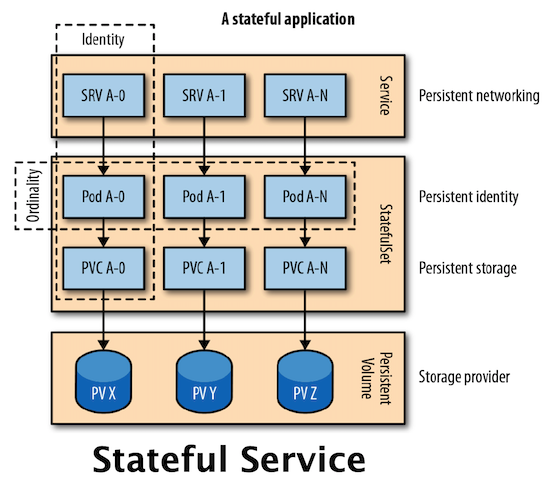 A stateful application
Identity
SRV A-0
SRV A-1
SRV A-N
Service
Persistent networking
Ordinality
Pod A-0
Pod A-1
Pod A-N
Persistent identity
StatefulSet
PVC A-0
PVC A-1
PVC A-N
Persistent storage
PV X
PV Y
PV Z
Persistent
Volume
Storage provider
Stateful Service